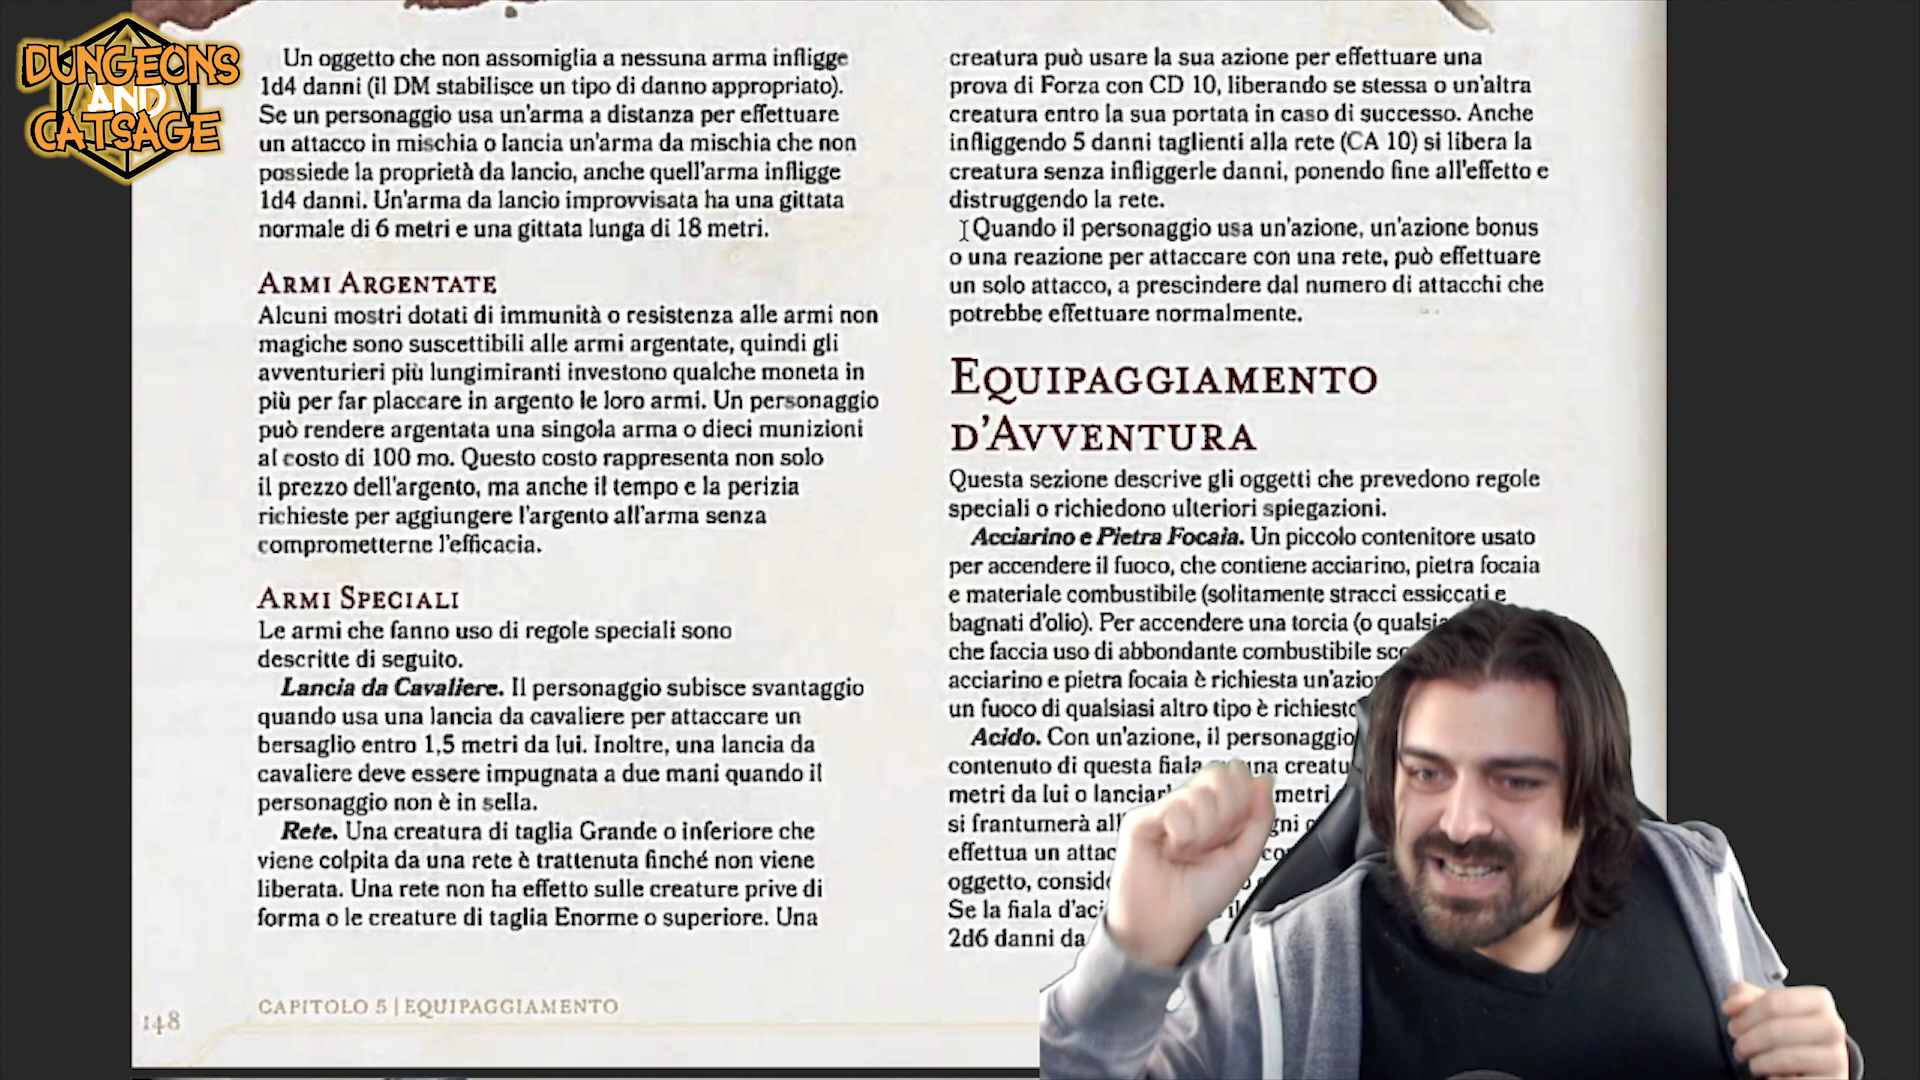 DUNGEONS
AND
CATSAGE
Un oggetto che non assomiglia a nessuna arma infligge
1d4 danni (il DM stabilisce un tipo di danno appropriato).
Se un personaggio usa un'arma a distanza per effettuare
un attacco in mischia o lancia un'arma da mischia che non
possiede la proprietà da lancio, anche quell'arma infligge
1d4 danni. Un'arma da lancio improvvisata ha una gittata
normale di 6 metri e una gittata lunga di 18 metri.
ARMI ARGENTATE
Alcuni mostri dotati di immunità o resistenza alle armi non
magiche sono suscettibili alle armi argentate, quindi gli
avventurieri più lungimiranti investono qualche moneta in
più per far placcare in argento le loro armi. Un personaggio
può rendere argentata una singola arma o dieci munizioni
al costo di 100 mo. Questo costo rappresenta non solo
il prezzo dell'argento, ma anche il tempo e la perizia
richieste per aggiungere l'argento all'arma senza
comprometterne l'efficacia.
ARMI SPECIALI
Le armi che fanno uso di regole speciali sono
descritte di seguito.
Lancia da Cavaliere. Il personaggio subisce svantaggio
quando usa una lancia da cavaliere per attaccare un
bersaglio entro 1,5 metri da lui. Inoltre, una lancia da
cavaliere deve essere impugnata a due mani quando il
personaggio non è in sella.
Rete. Una creatura di taglia Grande o inferiore che
viene colpita da una rete è trattenuta finché non viene
liberata. Una rete non ha effetto sulle creature prive di
forma o le creature di taglia Enorme o superiore. Una
creatura può usare la sua azione per effettuare una
prova di Forza con CD 10, liberando se stessa o un'altra
creatura entro la sua portata in caso di successo. Anche
infliggendo 5 danni taglienti alla rete (CA 10) si libera la
creatura senza infliggerle danni, ponendo fine all'effetto e
distruggendo la rete.
Quando il personaggio usa un'azione, un'azione bonus
o una reazione per attaccare con una rete, può effettuare
un solo attacco, a prescindere dal numero di attacchi che
potrebbe effettuare normalmente.
EQUIPAGGIAMENTO
D'AVVENTURA
Questa sezione descrive gli oggetti che prevedono regole
speciali o richiedono ulteriori spiegazioni.
Acciarino e Pietra Focaia. Un piccolo contenitore usato
per accendere il fuoco, che contiene acciarino, pietra focaia
e materiale combustibile (solitamente stracci essiccati e
bagnati d'olio). Per accendere una torcia (o
che faccia uso di abbondante combustibile
acciarino e pietra focaia è richiesta
un fuoco di qualsiasi altro tipo è
Acido. Con un'azione, il personaggio
contenuto di questa fiala
metri da lui o metri
si frantumerà
effettua un
oggetto,
Se la fiala
2d6 danni da
148
CAPITOLO 5 | EQUIPAGGIAMENTO